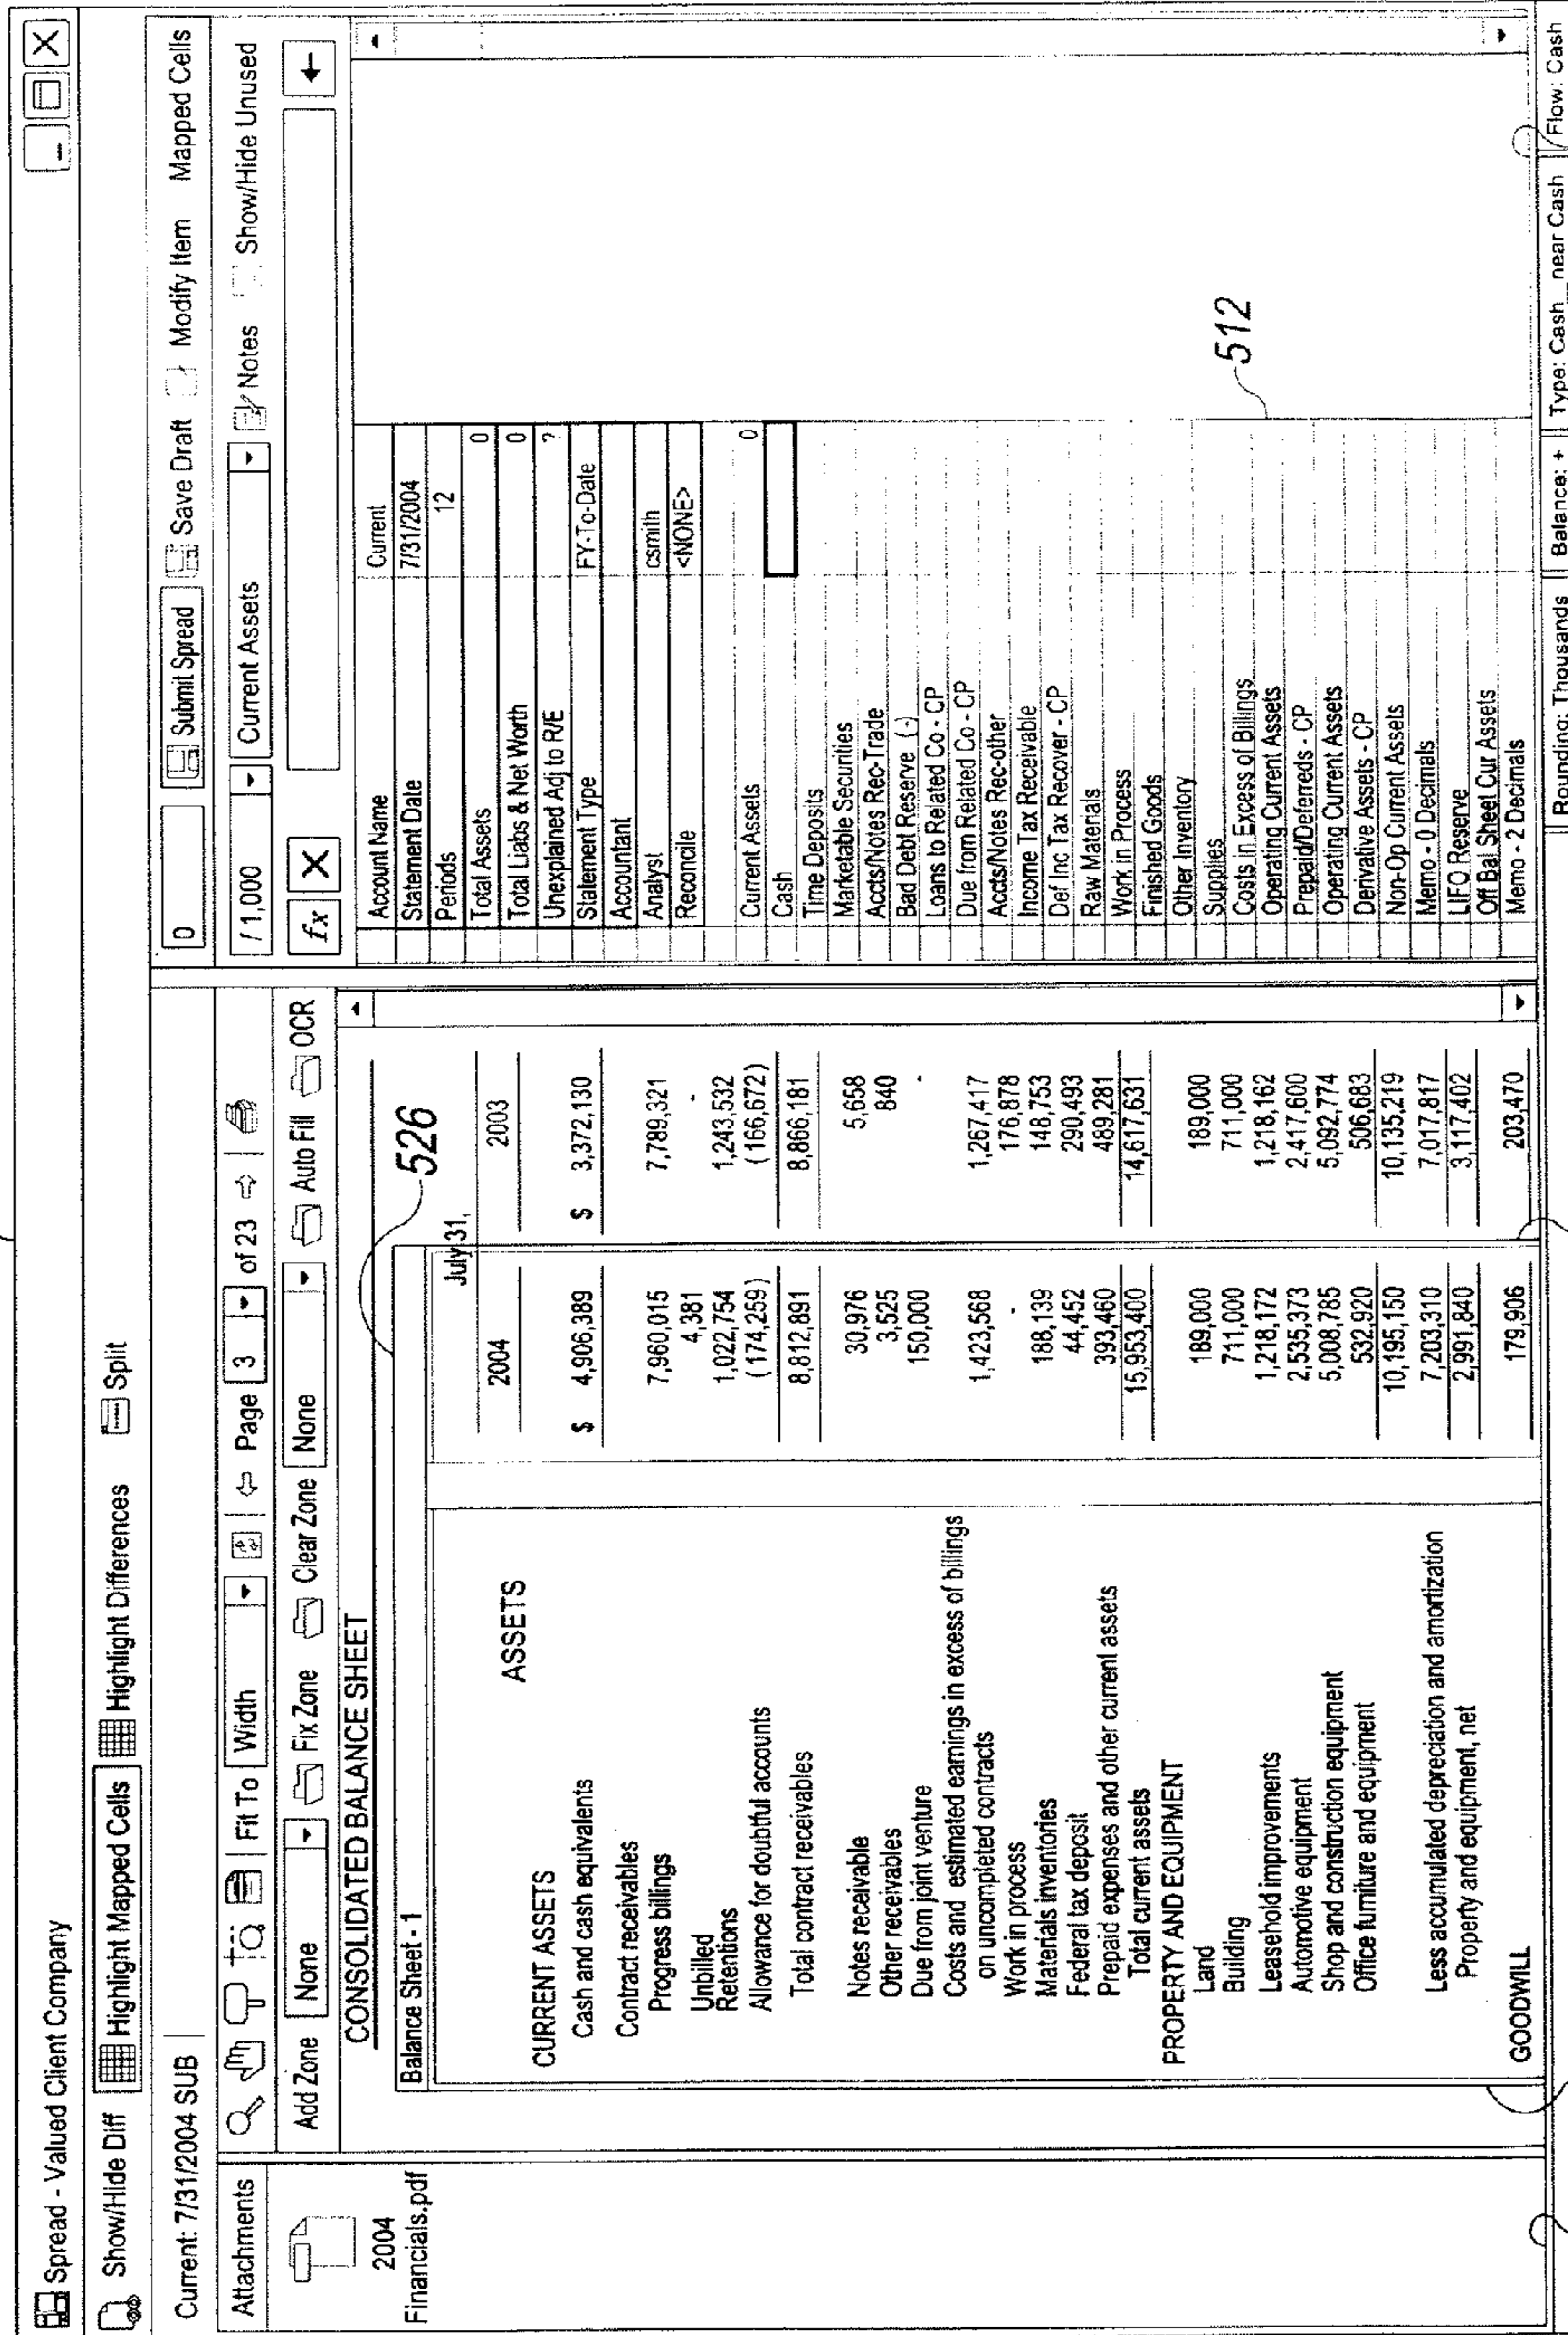 Spread - Valued Client Company
Show/Hide Diff Highlight Mapped Cells Highlight Differences Split
Current: 7/31/2004 SUB
0 Submit Spread Save Draft Modify Item Mapped Cells
Attachments
Fit To Width Page 3 of 23
/ 1,000 Current Assets Notes Show/Hide Unused
Add Zone None Fix Zone Clear Zone None Auto Fill OCR
fx X
2004
Financials.pdf
CONSOLIDATED BALANCE SHEET
526
Balance Sheet - 1
July 31,
2004 2003
ASSETS
CURRENT ASSETS
Cash and cash equivalents $ 4,906,389 $ 3,372,130
Contract receivables
Progress billings 7,960,015 7,789,321
Unbilled 4,381 -
Retentions 1,022,754 1,243,532
Allowance for doubtful accounts (174,259) (166,672)
Total contract receivables 8,812,891 8,866,181
Notes receivable 30,976 5,658
Other receivables 3,525 840
Due from joint venture 150,000 -
Costs and estimated earnings in excess of billings
on uncompleted contracts 1,423,568 1,267,417
Work in process - 176,878
Materials inventories 188,139 148,753
Federal tax deposit 44,452 290,493
Prepaid expenses and other current assets 393,460 489,281
Total current assets 15,953,400 14,617,631
PROPERTY AND EQUIPMENT
Land 189,000 189,000
Building 711,000 711,000
Leasehold improvements 1,218,172 1,218,162
Automotive equipment 2,535,373 2,417,600
Shop and construction equipment 5,008,785 5,092,774
Office furniture and equipment 532,920 506,683
10,195,150 10,135,219
Less accumulated depreciation and amortization 7,203,310 7,017,817
Property and equipment, net 2,991,840 3,117,402
GOODWILL 179,906 203,470
Account Name Current
Statement Date 7/31/2004
Periods 12
Total Assets 0
Total Liabs & Net Worth 0
Unexplained Adj to R/E ?
Statement Type FY-To-Date
Accountant
Analyst csmith
Reconcile <NONE>
Current Assets 0
Cash
Time Deposits
Marketable Securities
Accts/Notes Rec-Trade
Bad Debt Reserve (-)
Loans to Related Co - CP
Due from Related Co - CP
Accts/Notes Rec-other
Income Tax Receivable
Def Inc Tax Recover - CP
Raw Materials
Work in Process
Finished Goods
Other Inventory
Supplies
Costs in Excess of Billings
Operating Current Assets
Prepaid/Deferreds - CP
Operating Current Assets
Derivative Assets - CP
Non-Op Current Assets
Memo - 0 Decimals
LIFO Reserve
Off Bal Sheet Cur Assets
Memo - 2 Decimals
512
Rounding: Thousands Balance: + Type: Cash_near Cash Flow: Cash